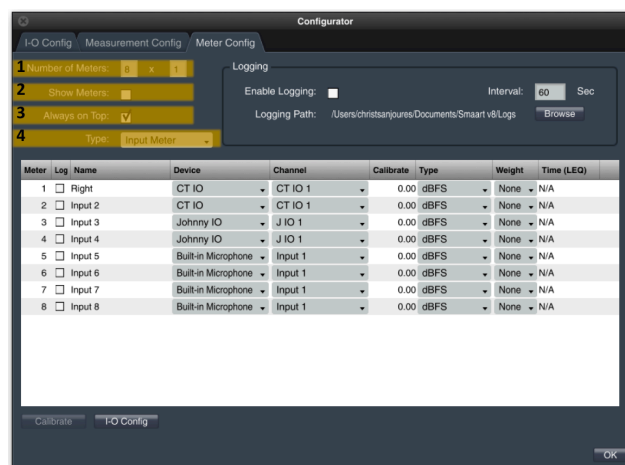 Configurator
I-O Config Measurement Config Meter Config
1 Number of Meters: 8 x 1
2 Show Meters:
3 Always on Top:
4 Type: Input Meter
Logging
Enable Logging: Interval: 60 Sec
Logging Path: /Users/christsanjoures/Documents/Smaart v8/Logs Browse
Meter Log Name Device Channel Calibrate Type Weight Time (LEQ)
1 Right CT IO CT IO 1 0.00 dBFS None N/A
2 Input 2 CT IO CT IO 1 0.00 dBFS None N/A
3 Input 3 Johnny IO J IO 1 0.00 dBFS None N/A
4 Input 4 Johnny IO J IO 1 0.00 dBFS None N/A
5 Input 5 Built-in Microphone Input 1 0.00 dBFS None N/A
6 Input 6 Built-in Microphone Input 1 0.00 dBFS None N/A
7 Input 7 Built-in Microphone Input 1 0.00 dBFS None N/A
8 Input 8 Built-in Microphone Input 1 0.00 dBFS None N/A
Calibrate I-O Config
OK